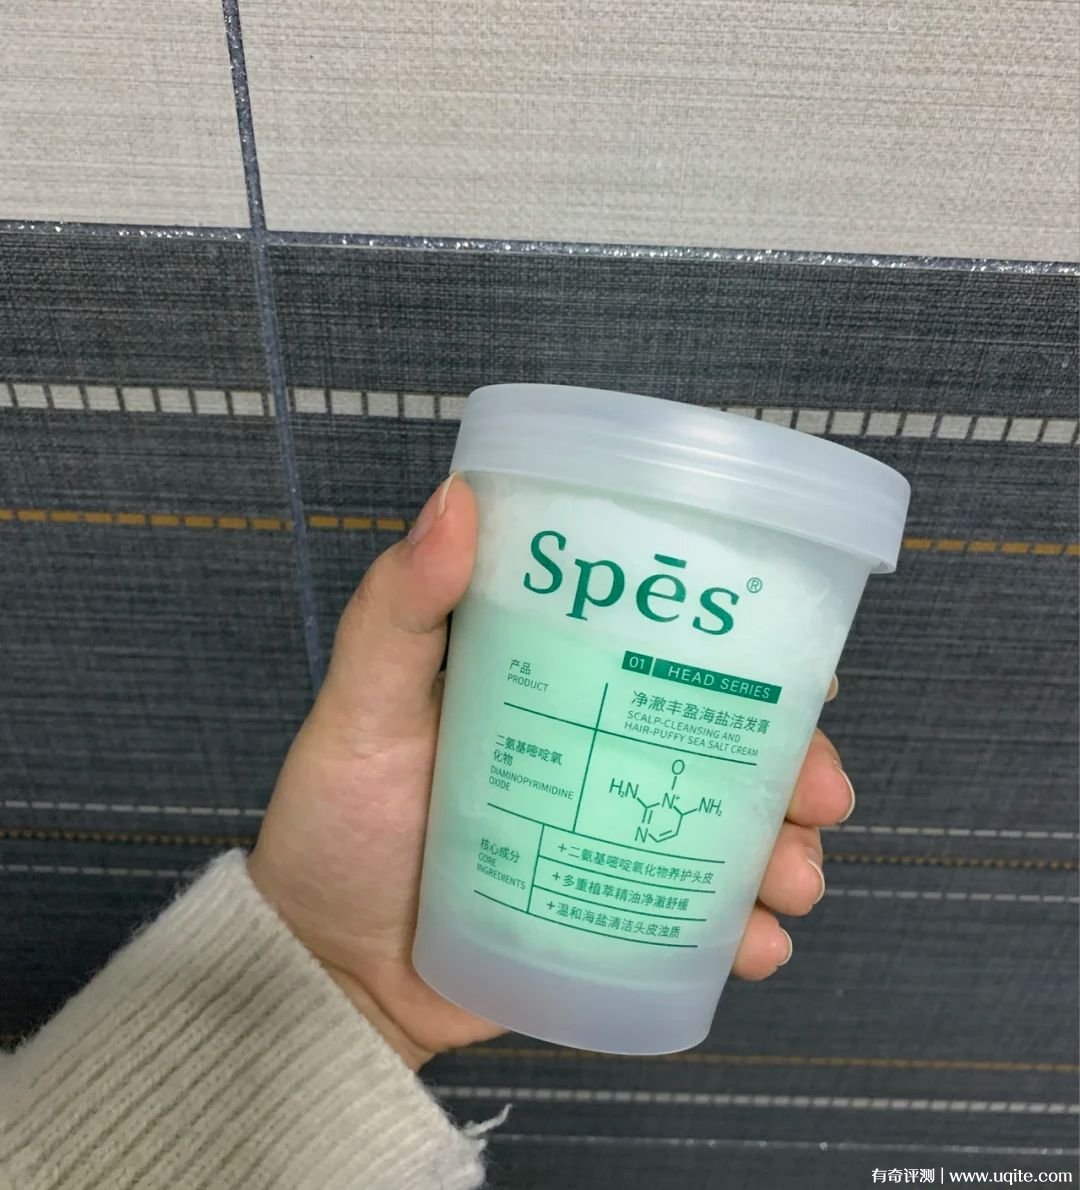 Spēs®
01 HEAD SERIES
产品
PRODUCT
净澈丰盈海盐洁发膏
SCALP-CLEANSING AND
HAIR-PUFFY SEA SALT CREAM
二氨基嘧啶氧
化物
DIAMINOPYRIMIDINE
OXIDE
O
H₂N
N⁺
NH₂
N
核心成分
CORE
INGREDIENTS
+二氨基嘧啶氧化物养护头皮
+多重植萃精油净澈舒缓
+温和海盐清洁头皮浊质
有奇评测 | www.uqite.com